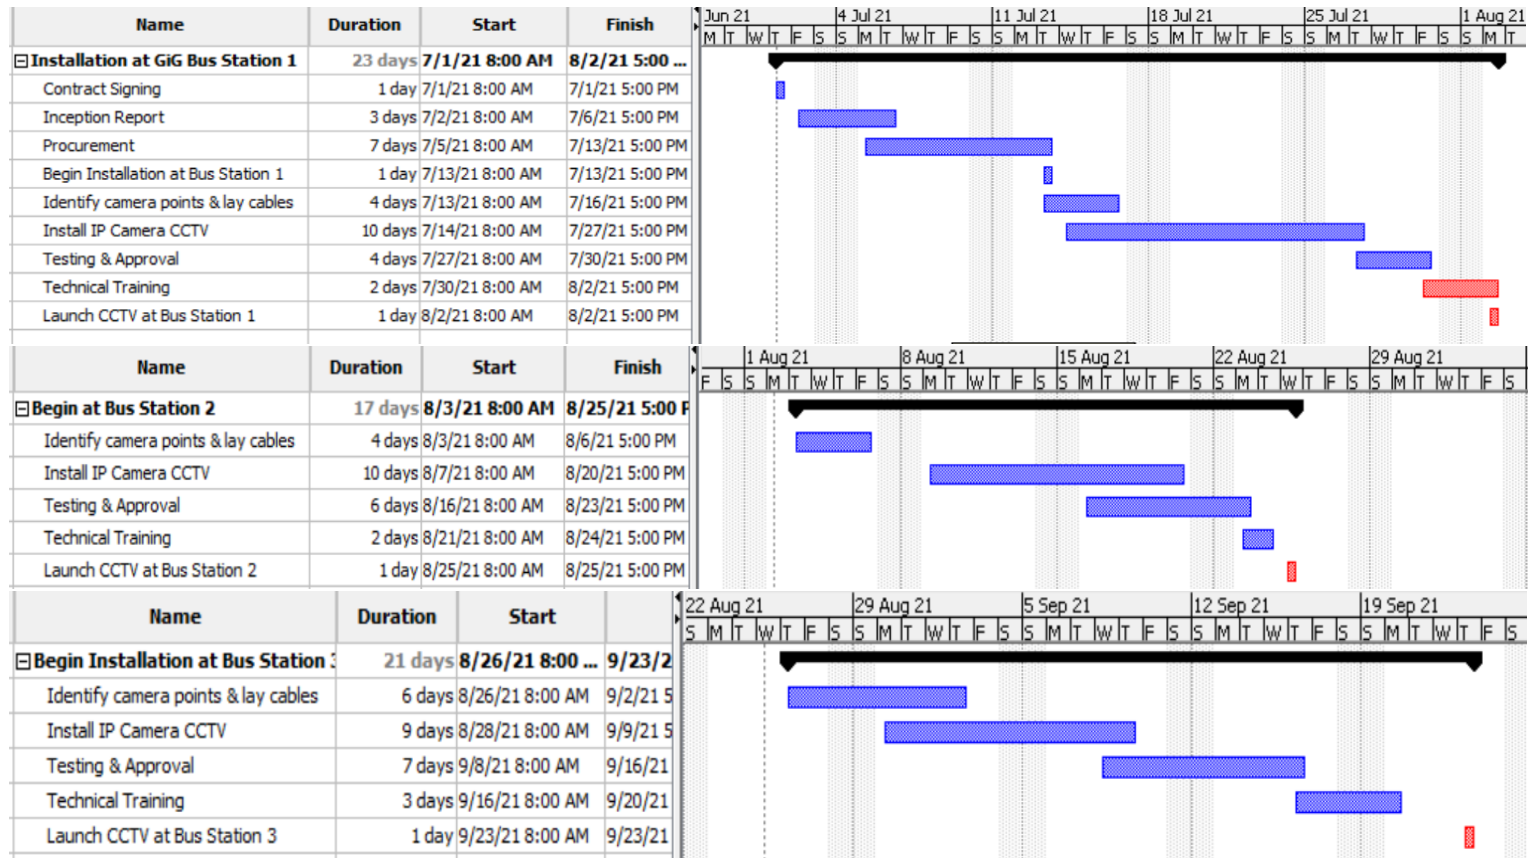 Name Duration Start Finish
Jun 21 4 Jul 21 11 Jul 21 18 Jul 21 25 Jul 21 1 Aug 21
M T W T F S S M T W T F S S M T W T F S S M T W T F S S M T W T F S S M T
Installation at GiG Bus Station 1 23 days 7/1/21 8:00 AM 8/2/21 5:00 ...
Contract Signing 1 day 7/1/21 8:00 AM 7/1/21 5:00 PM
Inception Report 3 days 7/2/21 8:00 AM 7/6/21 5:00 PM
Procurement 7 days 7/5/21 8:00 AM 7/13/21 5:00 PM
Begin Installation at Bus Station 1 1 day 7/13/21 8:00 AM 7/13/21 5:00 PM
Identify camera points & lay cables 4 days 7/13/21 8:00 AM 7/16/21 5:00 PM
Install IP Camera CCTV 10 days 7/14/21 8:00 AM 7/27/21 5:00 PM
Testing & Approval 4 days 7/27/21 8:00 AM 7/30/21 5:00 PM
Technical Training 2 days 7/30/21 8:00 AM 8/2/21 5:00 PM
Launch CCTV at Bus Station 1 1 day 8/2/21 8:00 AM 8/2/21 5:00 PM
Name Duration Start Finish
1 Aug 21 8 Aug 21 15 Aug 21 22 Aug 21 29 Aug 21
F S S M T W T F S S M T W T F S S M T W T F S S M T W T F S S M T W T F S
Begin at Bus Station 2 17 days 8/3/21 8:00 AM 8/25/21 5:00 P
Identify camera points & lay cables 4 days 8/3/21 8:00 AM 8/6/21 5:00 PM
Install IP Camera CCTV 10 days 8/7/21 8:00 AM 8/20/21 5:00 PM
Testing & Approval 6 days 8/16/21 8:00 AM 8/23/21 5:00 PM
Technical Training 2 days 8/21/21 8:00 AM 8/24/21 5:00 PM
Launch CCTV at Bus Station 2 1 day 8/25/21 8:00 AM 8/25/21 5:00 PM
Name Duration Start
22 Aug 21 29 Aug 21 5 Sep 21 12 Sep 21 19 Sep 21
S M T W T F S S M T W T F S S M T W T F S S M T W T F S S M T W T F S
Begin Installation at Bus Station 3 21 days 8/26/21 8:00 ... 9/23/2
Identify camera points & lay cables 6 days 8/26/21 8:00 AM 9/2/21 5
Install IP Camera CCTV 9 days 8/28/21 8:00 AM 9/9/21 5
Testing & Approval 7 days 9/8/21 8:00 AM 9/16/21
Technical Training 3 days 9/16/21 8:00 AM 9/20/21
Launch CCTV at Bus Station 3 1 day 9/23/21 8:00 AM 9/23/21